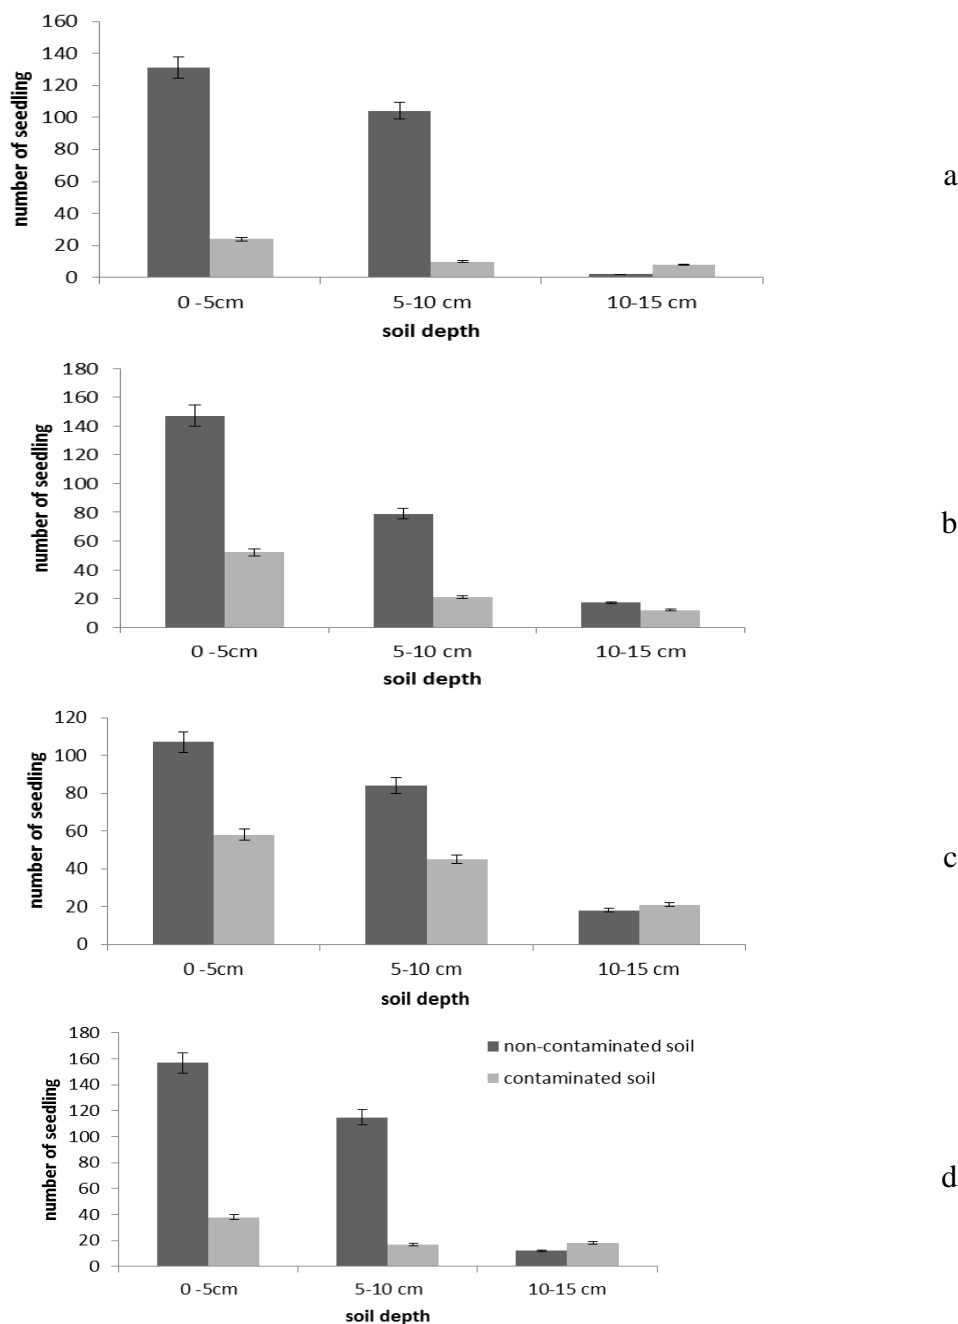 160
140
120
100
80
60
40
20
0
number of seedling
0 -5cm 5-10 cm 10-15 cm
soil depth
a
180
160
140
120
100
80
60
40
20
0
number of seedling
0 -5cm 5-10 cm 10-15 cm
soil depth
b
120
100
80
60
40
20
0
number of seedling
0 -5cm 5-10 cm 10-15 cm
soil depth
c
180
160
140
120
100
80
60
40
20
0
number of seedling
non-contaminated soil
contaminated soil
0 -5cm 5-10 cm 10-15 cm
soil depth
d